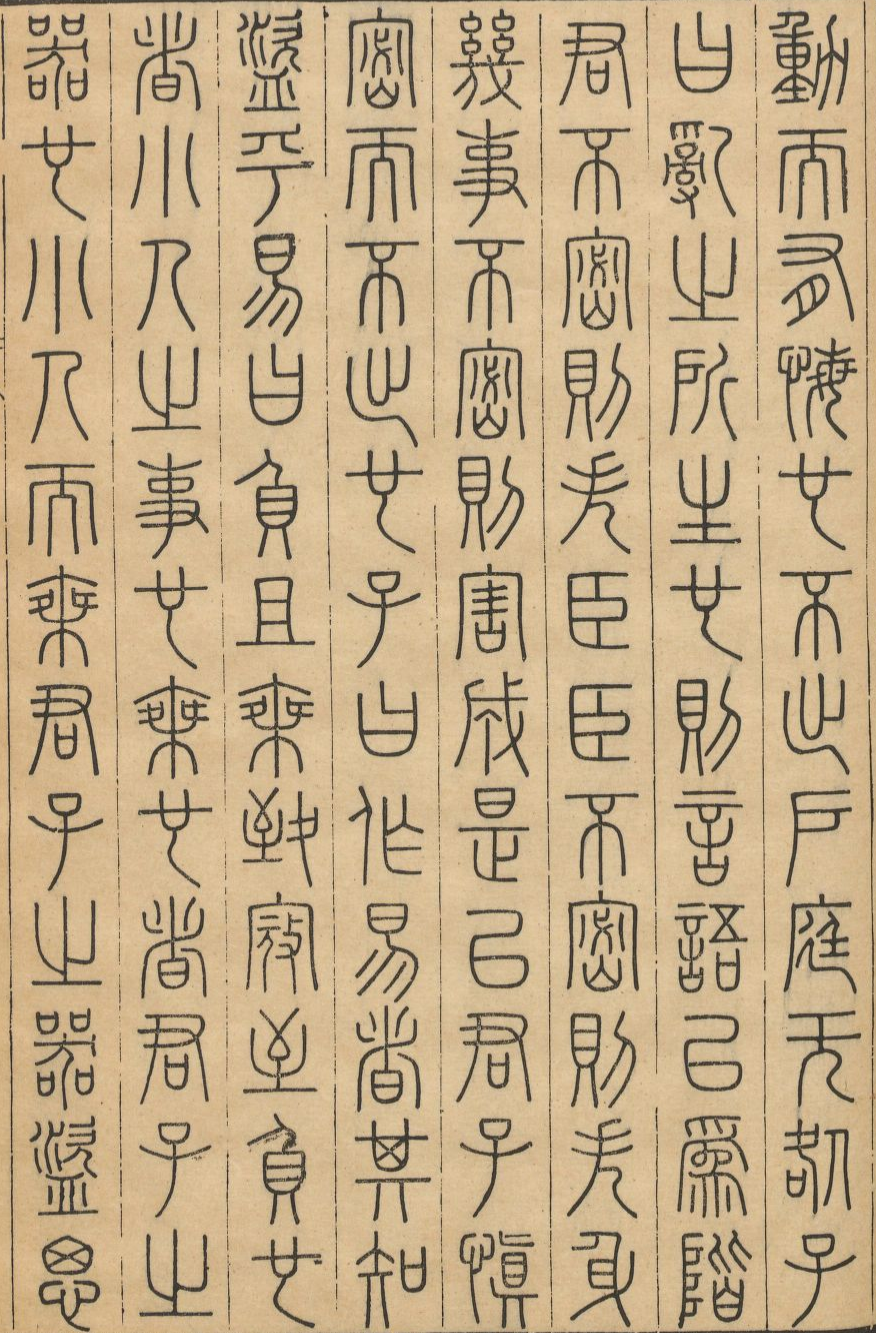 動而有悔也不出戶庭无咎子
曰亂之所生也則言語以為階
君不密則失臣臣不密則失身
幾事不密則害成是以君子慎
密而不出也子曰作易者其知
盜乎易曰負且乘致寇至負也
者小人之事也乘也者君子之
器也小人而乘君子之器盜思